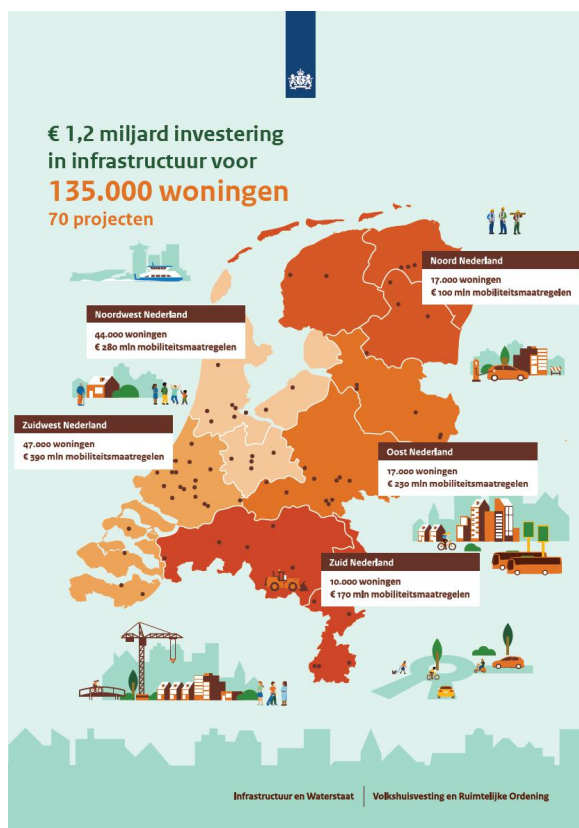 € 1,2 miljard investering
in infrastructuur voor
135.000 woningen
70 projecten
Noord Nederland
17.000 woningen
€ 100 mln mobiliteitsmaatregelen
Noordwest Nederland
44.000 woningen
€ 280 mln mobiliteitsmaatregelen
Zuidwest Nederland
47.000 woningen
€ 390 mln mobiliteitsmaatregelen
Oost Nederland
17.000 woningen
€ 230 mln mobiliteitsmaatregelen
Zuid Nederland
10.000 woningen
€ 170 mln mobiliteitsmaatregelen
Infrastructuur en Waterstaat | Volkshuisvesting en Ruimtelijke Ordening